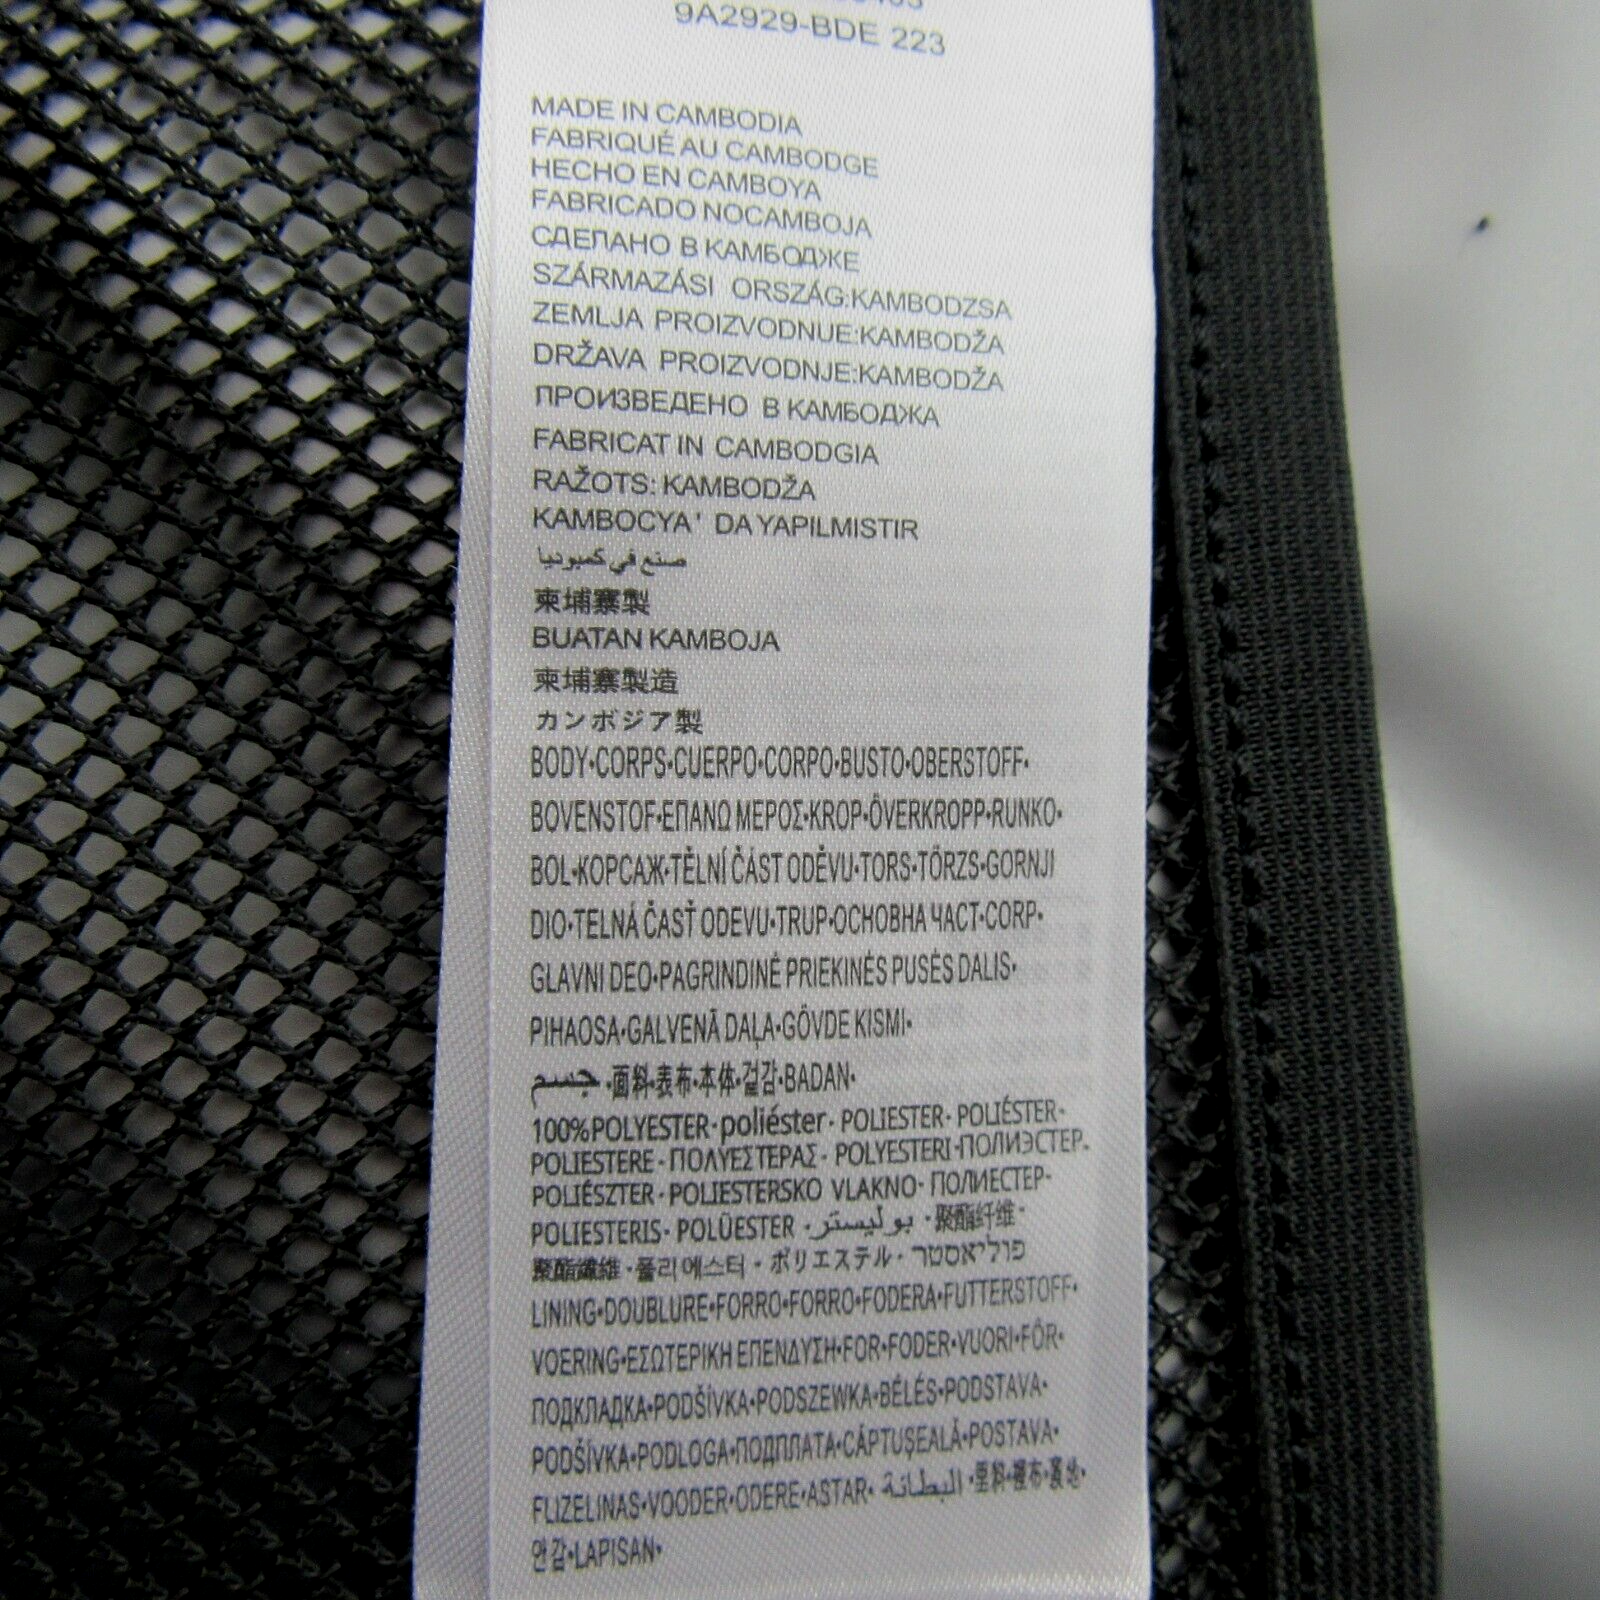 9A2929-BDE 223
MADE IN CAMBODIA
FABRIQUÉ AU CAMBODGE
HECHO EN CAMBOYA
FABRICADO NOCAMBOJA
СДЕПАНО В КАМБОДЖЕ
SZÁRMAZÁSI ORSZÁG:KAMBODZSA
ZEMLJA PROIZVODNUE:KAMBODŽA
DRŽAVA PROIZVODNJE:KAMBODŽA
ПРОИЗВЕДЕНО В КАМБОДЖА
FABRICAT IN CAMBODGIA
RAŽOTS: KAMBODŽA
KAMBOCYA' DA YAPILMISTIR
صنع في كمبوديا
柬埔寨製
BUATAN KAMBOJA
柬埔寨製造
カンボジア製
BODY•CORPS•CUERPO•CORPO•BUSTO•OBERSTOFF•
BOVENSTOF•ΕΠΑΝΩ ΜΕΡΟΣ•KROP•ÔVERKROPP•RUNKO•
BOL•КОРСАЖ•TĚLNÍ ČÁST ODĚVU•TORS•TÖRZS•GORNJI
DIO•TELNÁ ČASŤ ODEVU•TRUP•ОСНОВНА ЧАСТ•CORP•
GLAVNI DEO•PAGRINDINĖ PRIEKINĖS PUSĖS DALIS•
PIHAOSA•GALVENĀ DAĻA•GÖVDE KISMI•
جسم •面料•表布•本体•겉감•BADAN•
100%POLYESTER•poliéster• POLIESTER• POLIÉSTER•
POLIESTERE• ΠΟΛΥΕΣΤΕΡΑΣ• POLYESTERI•ПОЛИЭСТЕР•
POLIÉSZTER•POLIESTERSKO VLAKNO•ПОЛИЕСТЕР•
POLIESTERIS•POLÜESTER •بوليستر •聚酯纤维•
聚酯纖維•폴리에스터•ポリエステル•פוליאסטר
LINING•DOUBLURE•FORRO•FORRO•FODERA•FUTTERSTOFF•
VOERING•ΕΣΩΤΕΡΙΚΗ ΕΠΕΝΔΥΣΗ•FOR•FODER•VUORI•FÔR•
ПОДКЛАДКА•PODŠÍVKA•PODSZEWKA•BÉLÉS•PODSTAVA•
PODŠÍVKA•PODLOGA•ПОДПЛАТА•CÁPTUŞEALĂ•POSTAVA•
FLIZELINAS•VOODER•ODERE•ASTAR• البطانة •里料•裡布•裏地•
안감•LAPISAN•